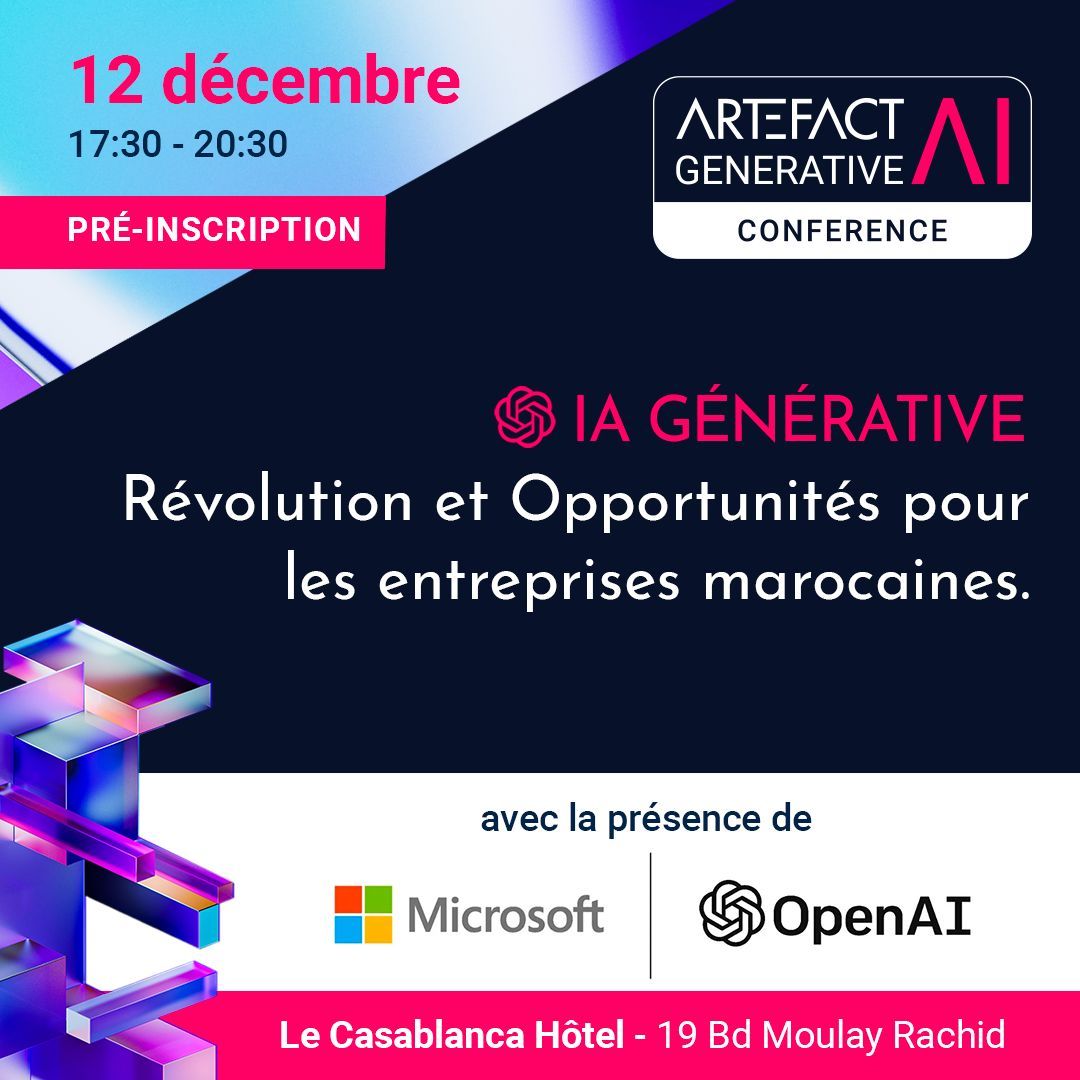 12 décembre
17:30 - 20:30
PRÉ-INSCRIPTION
ARTEFACT
GENERATIVE AI
CONFERENCE
IA GÉNÉRATIVE
Révolution et Opportunités pour
les entreprises marocaines.
avec la présence de
Microsoft
OpenAI
Le Casablanca Hôtel - 19 Bd Moulay Rachid